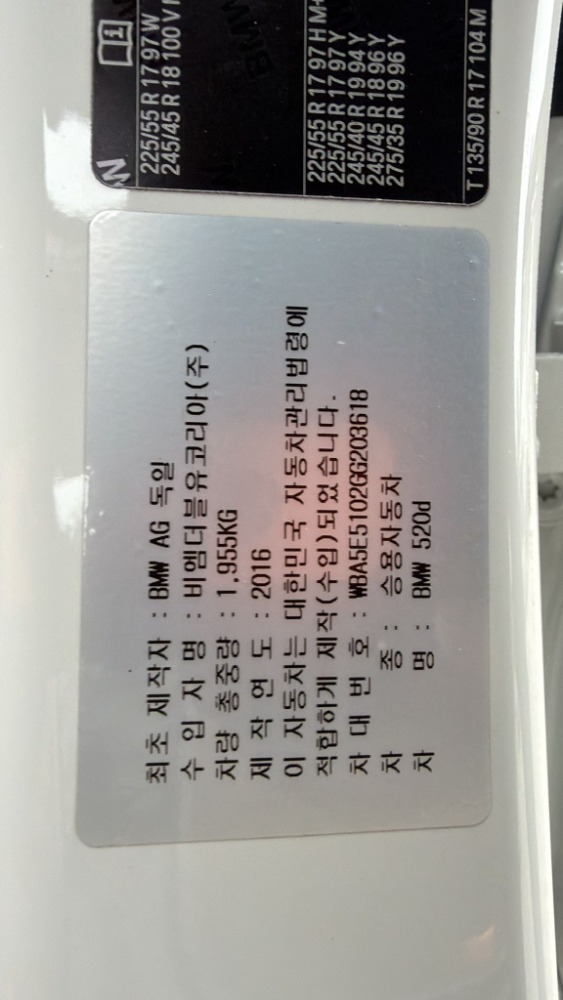 225/55 R 17 97 W
245/45 R 18 100 V
225/55 R 17 97 H M+
225/55 R 17 97 Y
245/40 R 19 94 Y
245/45 R 18 96 Y
275/35 R 19 96 Y
T 135/90 R 17 104 M
최초 제작자 : BMW AG 독일
수 입 자 명 : 비엠더블유코리아(주)
차량 총중량 : 1,955KG
제 작 연 도 : 2016
이 자동차는 대한민국 자동차관리법령에
적합하게 제작(수입)되었습니다.
차 대 번 호 : WBA5E5102GG203618
차 종 : 승용자동차
차 명 : BMW 520d